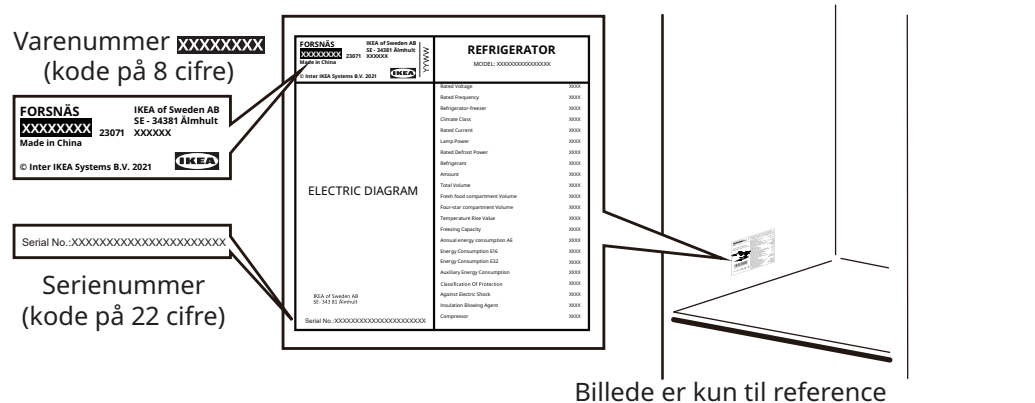 Varenummer XXXXXXXX
(kode på 8 cifre)
FORSNÄS
XXXXXXXX 23071
Made in China
IKEA of Sweden AB
SE - 34381 Älmhult
XXXXXX
© Inter IKEA Systems B.V. 2021
IKEA
Serial No.:XXXXXXXXXXXXXXXXXXXXXX
Serienummer
(kode på 22 cifre)
FORSNÄS
XXXXXXXX 23071
Made in China
IKEA of Sweden AB
SE - 34381 Älmhult
XXXXXX
© Inter IKEA Systems B.V. 2021
IKEA
YYWW
REFRIGERATOR
MODEL: XXXXXXXXXXXXXXXX
ELECTRIC DIAGRAM
IKEA of Sweden AB
SE- 343 81 Älmhult
Serial No.:XXXXXXXXXXXXXXXXXXXXXX
Rated Voltage XXXX
Rated Frequency XXXX
Refrigerator-freezer XXXX
Climate Class XXXX
Rated Current XXXX
Lamp Power XXXX
Rated Defrost Power XXXX
Refrigerant XXXX
Amount XXXX
Total Volume XXXX
Fresh food compartment Volume XXXX
Four-star compartment Volume XXXX
Temperature Rise Value XXXX
Freezing Capacity XXXX
Annual energy consumption AE XXXX
Energy Consumption E16 XXXX
Energy Consumption E32 XXXX
Auxiliary Energy Consumption XXXX
Classification Of Protection XXXX
Against Electric Shock XXXX
Insulation Blowing Agent XXXX
Compressor XXXX
Billede er kun til reference